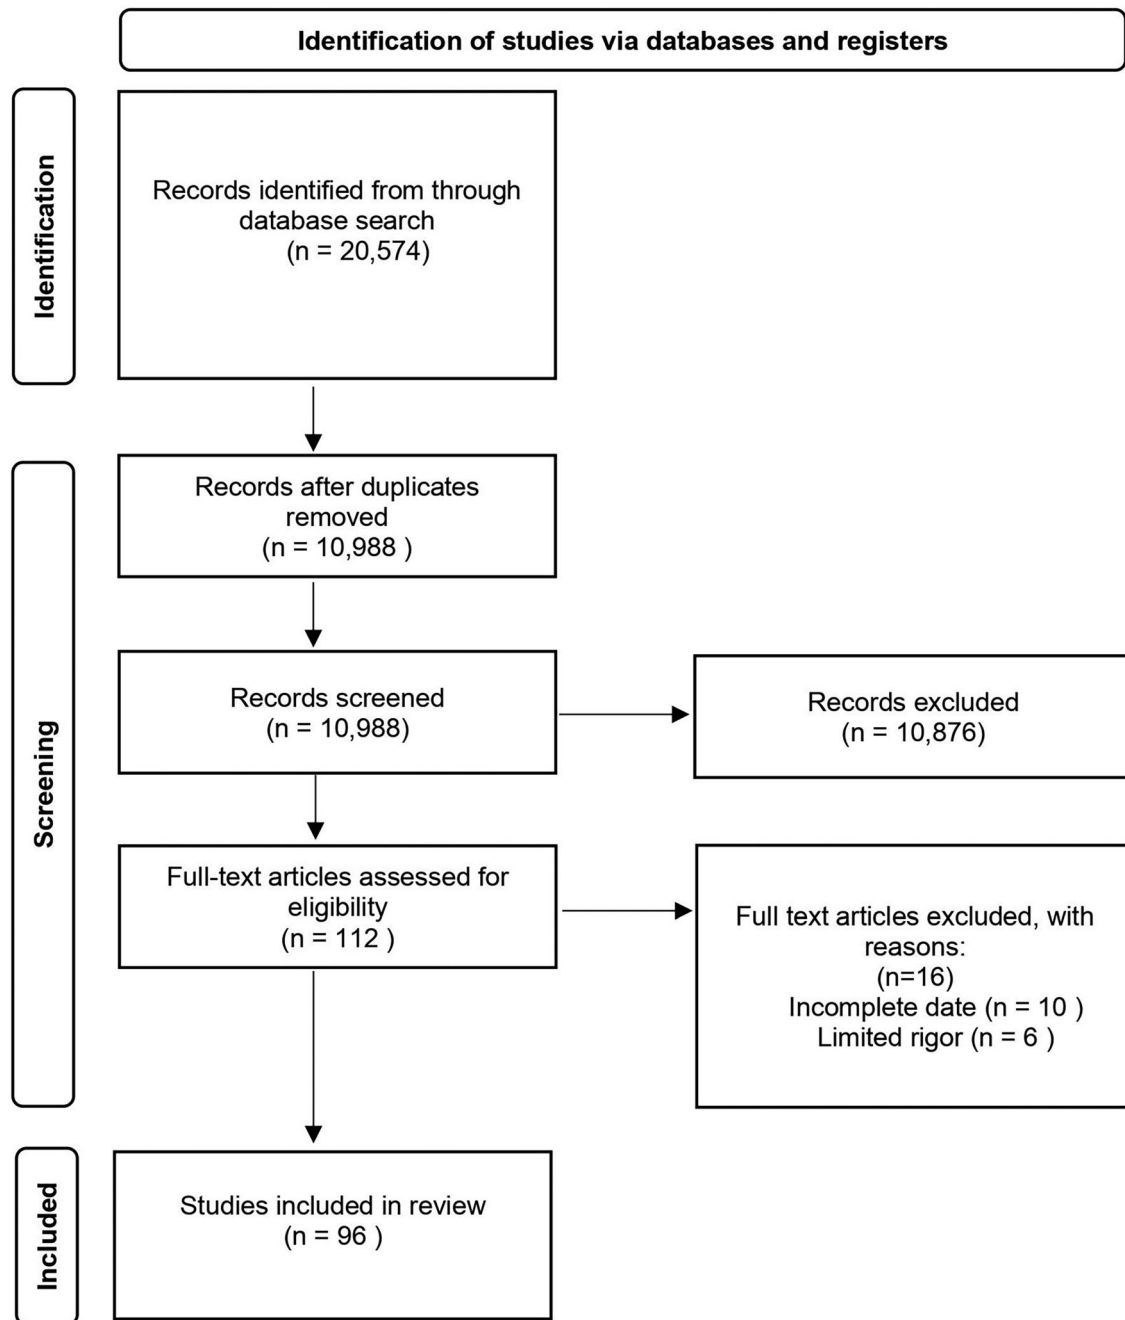 Identification of studies via databases and registers
Identification
Records identified from through
database search
(n = 20,574)
Records after duplicates
removed
(n = 10,988 )
Screening
Records screened
(n = 10,988)
Records excluded
(n = 10,876)
Full-text articles assessed for
eligibility
(n = 112 )
Full text articles excluded, with
reasons:
(n=16)
Incomplete date (n = 10 )
Limited rigor (n = 6 )
Included
Studies included in review
(n = 96 )